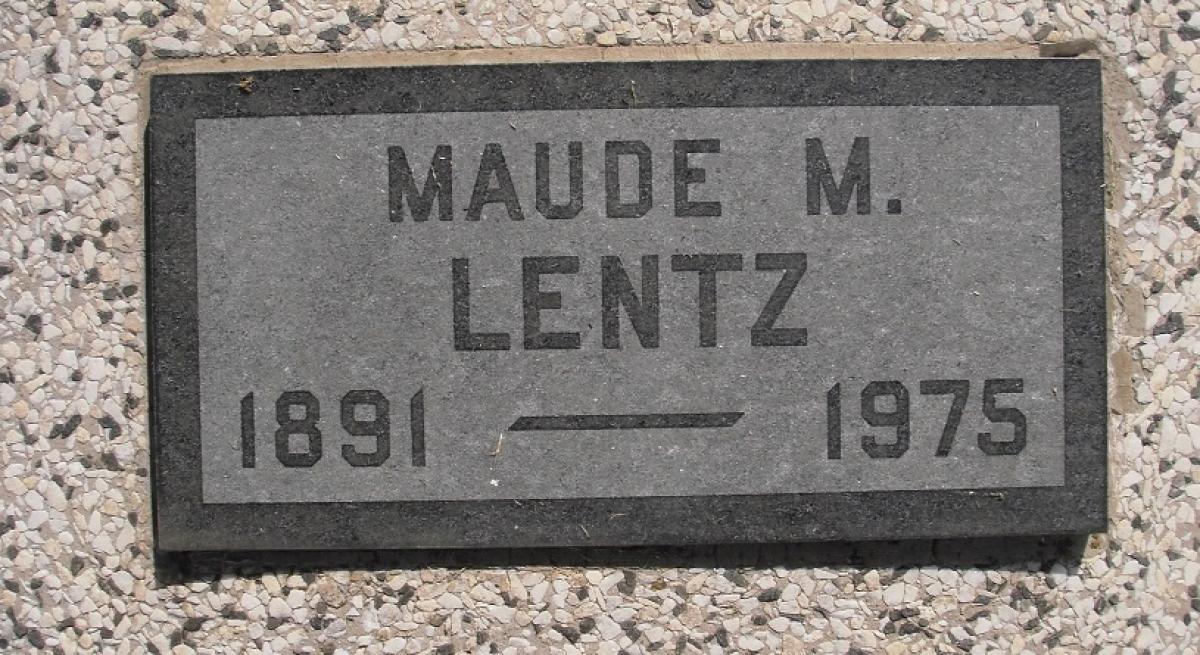 MAUDE M.
LENTZ
1891 — 1975